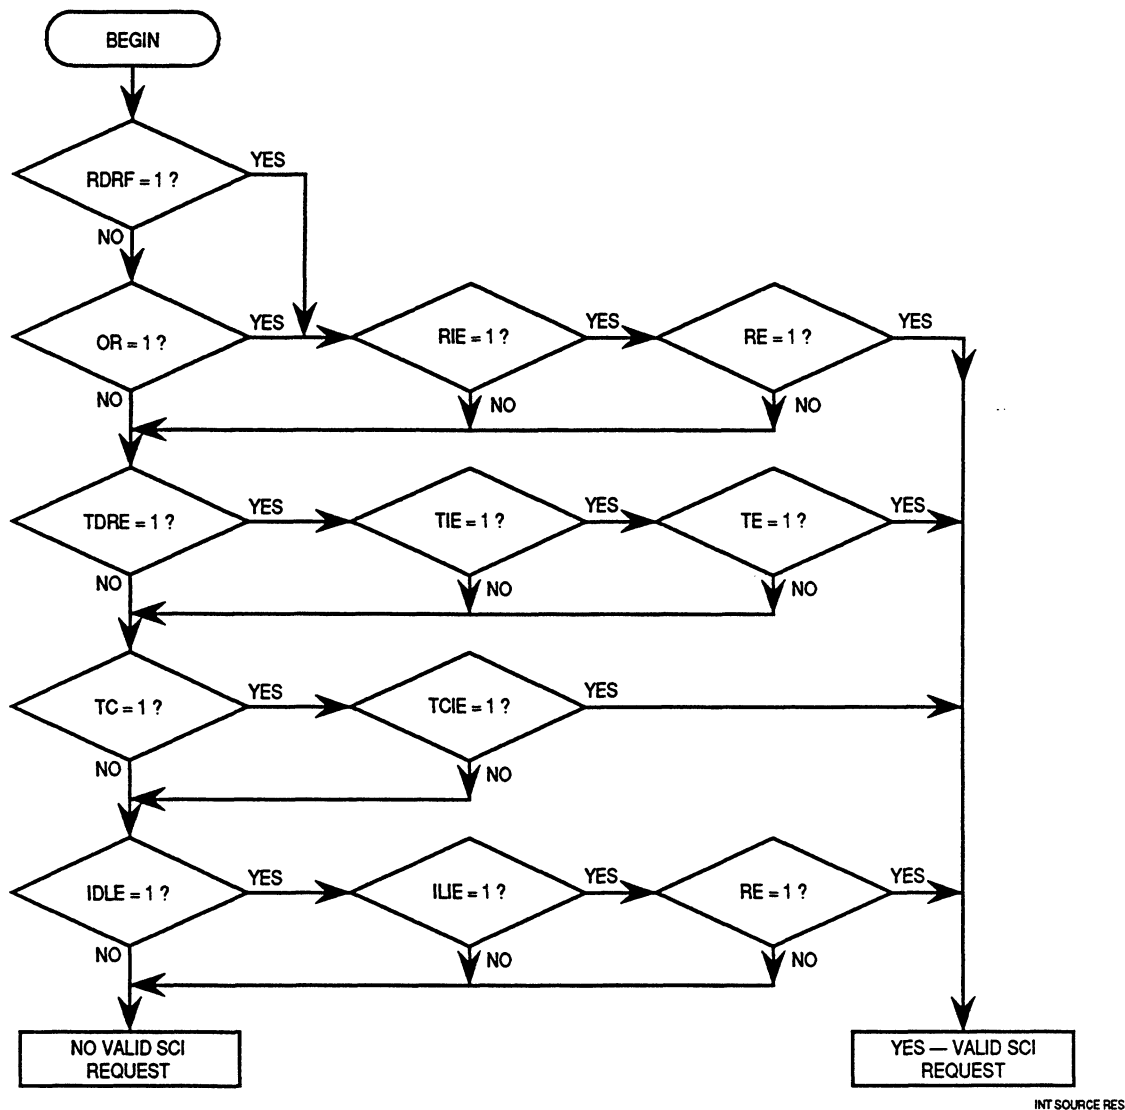 BEGIN
RDRF = 1 ?
YES
NO
OR = 1 ?
YES
RIE = 1 ?
YES
RE = 1 ?
YES
NO
NO
NO
TDRE = 1 ?
YES
TIE = 1 ?
YES
TE = 1 ?
YES
NO
NO
NO
TC = 1 ?
YES
TCIE = 1 ?
YES
NO
NO
IDLE = 1 ?
YES
ILIE = 1 ?
YES
RE = 1 ?
YES
NO
NO
NO
NO VALID SCI
REQUEST
YES — VALID SCI
REQUEST
INT SOURCE RES